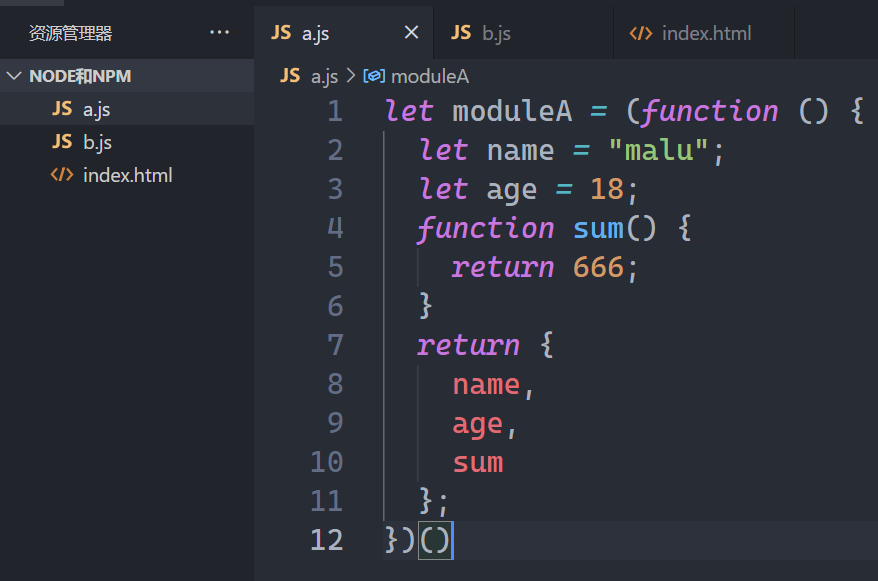 资源管理器 ...
JS a.js × JS b.js <> index.html
NODE和NPM
JS a.js
JS b.js
<> index.html
JS a.js > moduleA
1 let moduleA = (function () {
2   let name = "malu";
3   let age = 18;
4   function sum() {
5     return 666;
6   }
7   return {
8     name,
9     age,
10     sum
11   };
12 })()